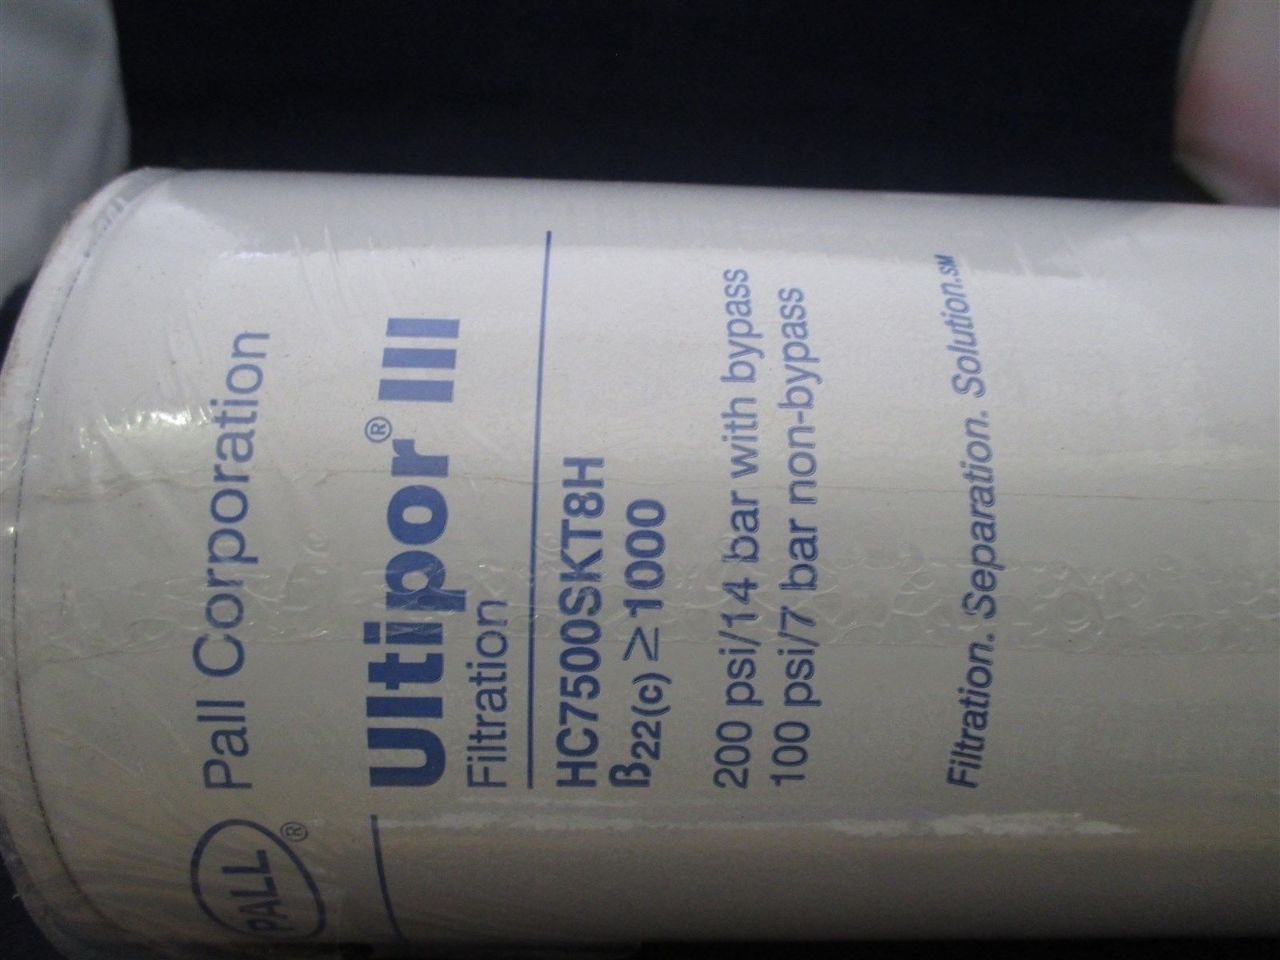 PALL®
Pall Corporation
Ultipor® III
Filtration
HC7500SKT8H
ß22(c) ≥1000
200 psi/14 bar with bypass
100 psi/7 bar non-bypass
Filtration. Separation. Solution.SM